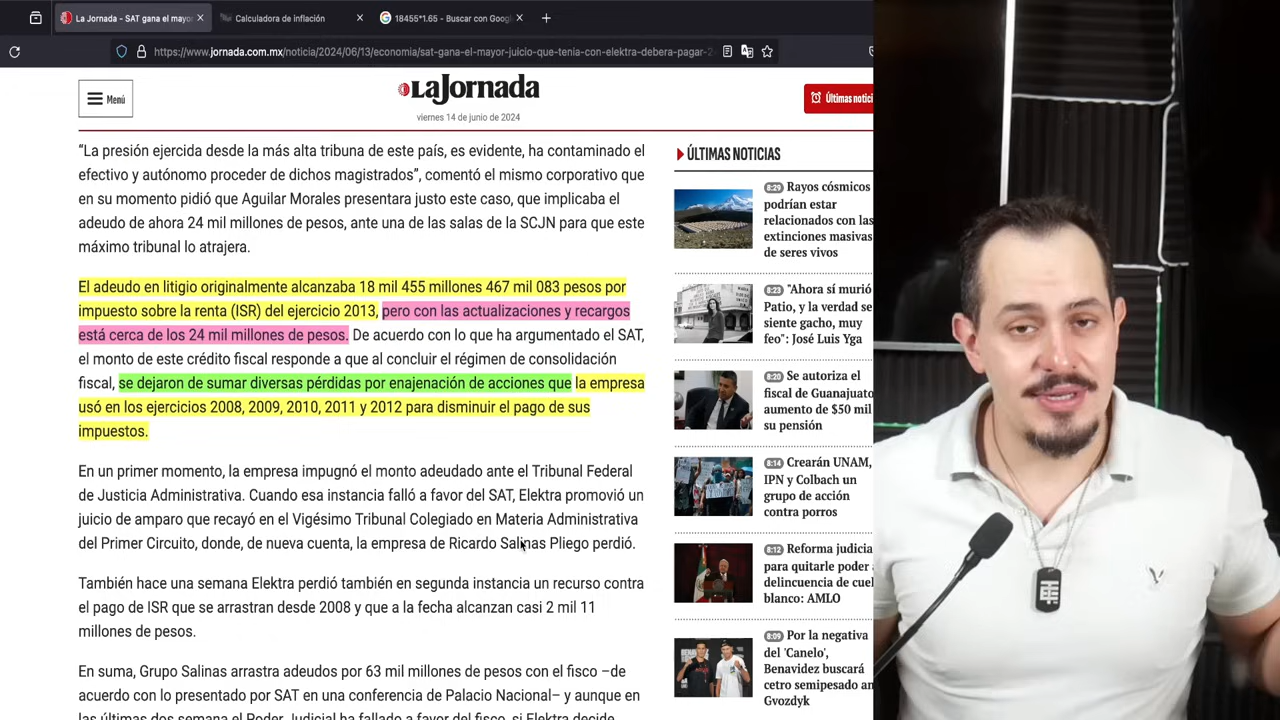 La Jornada - SAT gana el mayo
Calculadora de inflación
18455*1.65 - Buscar con Goog
https://www.jornada.com.mx/noticia/2024/06/13/economia/sat-gana-el-mayor-juicio-que-tenia-con-elektra-debera-pagar-2
Menú
LaJornada
viernes 14 de junio de 2024
Últimas notici
“La presión ejercida desde la más alta tribuna de este país, es evidente, ha contaminado el
efectivo y autónomo proceder de dichos magistrados”, comentó el mismo corporativo que
en su momento pidió que Aguilar Morales presentara justo este caso, que implicaba el
adeudo de ahora 24 mil millones de pesos, ante una de las salas de la SCJN para que este
máximo tribunal lo atrajera.
El adeudo en litigio originalmente alcanzaba 18 mil 455 millones 467 mil 083 pesos por
impuesto sobre la renta (ISR) del ejercicio 2013, pero con las actualizaciones y recargos
está cerca de los 24 mil millones de pesos. De acuerdo con lo que ha argumentado el SAT,
el monto de este crédito fiscal responde a que al concluir el régimen de consolidación
fiscal, se dejaron de sumar diversas pérdidas por enajenación de acciones que la empresa
usó en los ejercicios 2008, 2009, 2010, 2011 y 2012 para disminuir el pago de sus
impuestos.
En un primer momento, la empresa impugnó el monto adeudado ante el Tribunal Federal
de Justicia Administrativa. Cuando esa instancia falló a favor del SAT, Elektra promovió un
juicio de amparo que recayó en el Vigésimo Tribunal Colegiado en Materia Administrativa
del Primer Circuito, donde, de nueva cuenta, la empresa de Ricardo Salinas Pliego perdió.
También hace una semana Elektra perdió también en segunda instancia un recurso contra
el pago de ISR que se arrastran desde 2008 y que a la fecha alcanzan casi 2 mil 11
millones de pesos.
En suma, Grupo Salinas arrastra adeudos por 63 mil millones de pesos con el fisco –de
acuerdo con lo presentado por SAT en una conferencia de Palacio Nacional– y aunque en
las últimas dos semana el Poder Judicial ha fallado a favor del fisco, si Elektra decide
ÚLTIMAS NOTICIAS
8:29 Rayos cósmicos
podrían estar
relacionados con las
extinciones masivas
de seres vivos
8:23 "Ahora sí murió
Patio, y la verdad se
siente gacho, muy
feo": José Luis Yga
8:20 Se autoriza el
fiscal de Guanajuato
aumento de $50 mil
su pensión
8:14 Crearán UNAM,
IPN y Colbach un
grupo de acción
contra porros
8:12 Reforma judicia
para quitarle poder
delincuencia de cue
blanco: AMLO
8:09 Por la negativa
del 'Canelo',
Benavidez buscará
cetro semipesado an
Gvozdyk